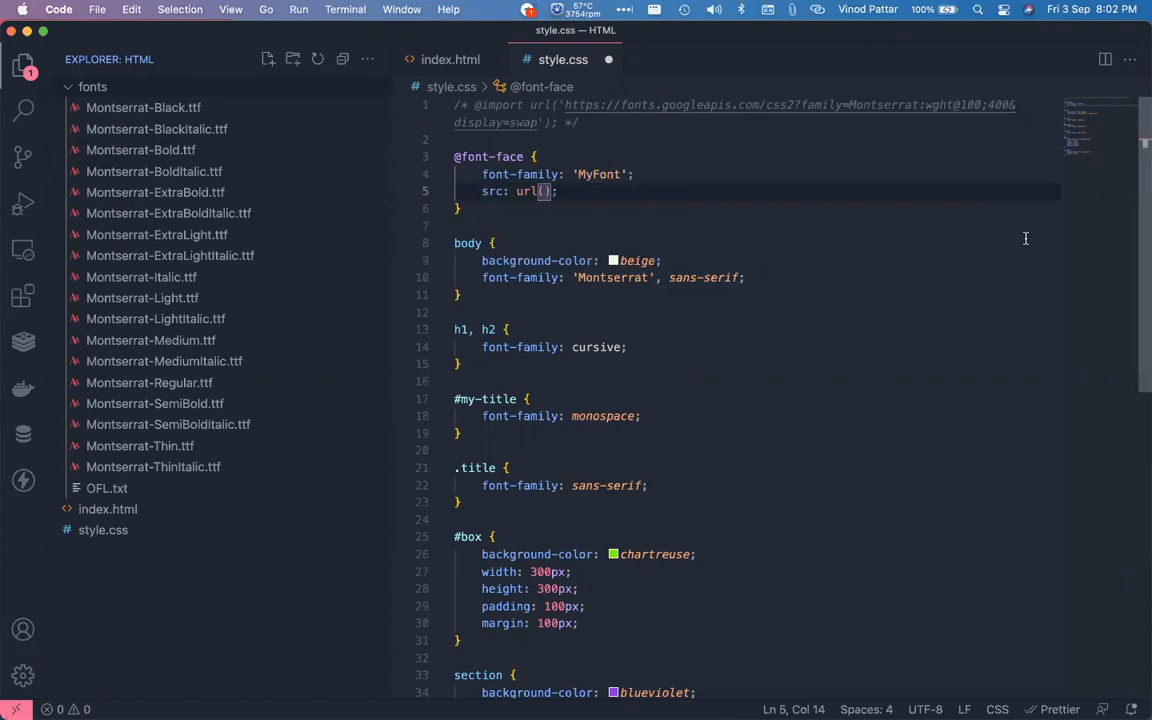 Code File Edit Selection View Go Run Terminal Window Help 1 57°C 3754rpm Vinod Pattar 100% Fri 3 Sep 8:02 PM
style.css — HTML
EXPLORER: HTML
index.html
style.css
1
fonts
style.css > @font-face
Montserrat-Black.ttf
Montserrat-BlackItalic.ttf
Montserrat-Bold.ttf
Montserrat-BoldItalic.ttf
Montserrat-ExtraBold.ttf
Montserrat-ExtraBoldItalic.ttf
Montserrat-ExtraLight.ttf
Montserrat-ExtraLightItalic.ttf
Montserrat-Italic.ttf
Montserrat-Light.ttf
Montserrat-LightItalic.ttf
Montserrat-Medium.ttf
Montserrat-MediumItalic.ttf
Montserrat-Regular.ttf
Montserrat-SemiBold.ttf
Montserrat-SemiBoldItalic.ttf
Montserrat-Thin.ttf
Montserrat-ThinItalic.ttf
OFL.txt
index.html
style.css
1 /* @import url('https://fonts.googleapis.com/css2?family=Montserrat:wght@100;400&
display=swap'); */
2
3 @font-face {
4 font-family: 'MyFont';
5 src: url();
6 }
7
8 body {
9 background-color: beige;
10 font-family: 'Montserrat', sans-serif;
11 }
12
13 h1, h2 {
14 font-family: cursive;
15 }
16
17 #my-title {
18 font-family: monospace;
19 }
20
21 .title {
22 font-family: sans-serif;
23 }
24
25 #box {
26 background-color: chartreuse;
27 width: 300px;
28 height: 300px;
29 padding: 100px;
30 margin: 100px;
31 }
32
33 section {
34 background-color: blueviolet;
0 0 Ln 5, Col 14 Spaces: 4 UTF-8 LF CSS Prettier